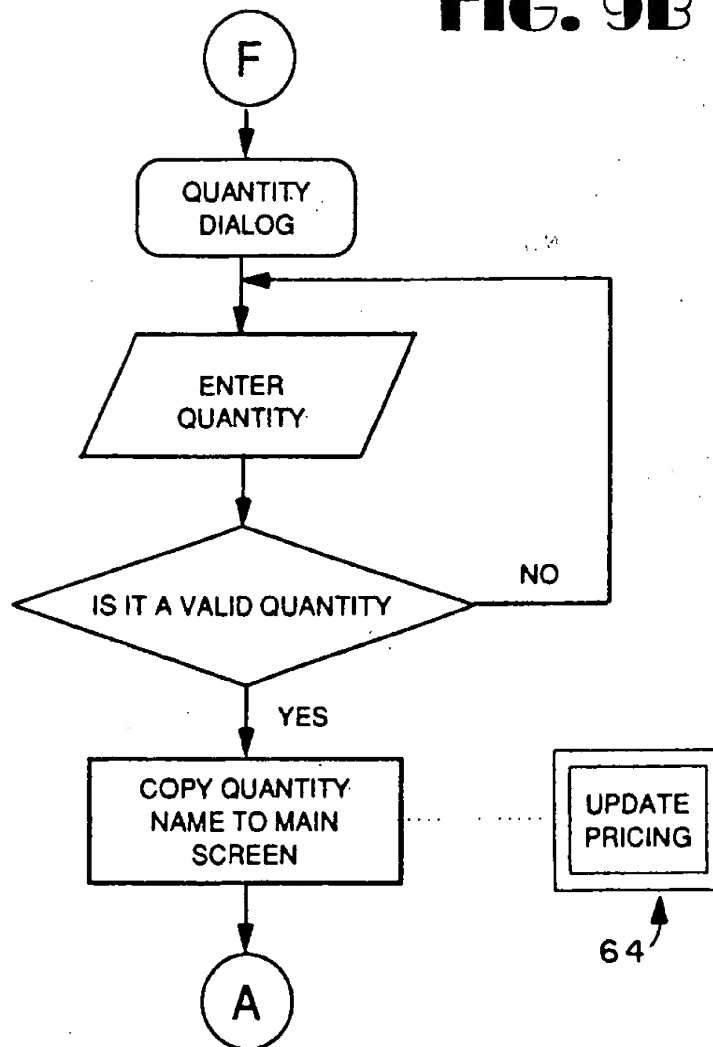 FIG. 9B
F
QUANTITY
DIALOG
ENTER
QUANTITY
IS IT A VALID QUANTITY
NO
YES
COPY QUANTITY
NAME TO MAIN
SCREEN
UPDATE
PRICING
64
A